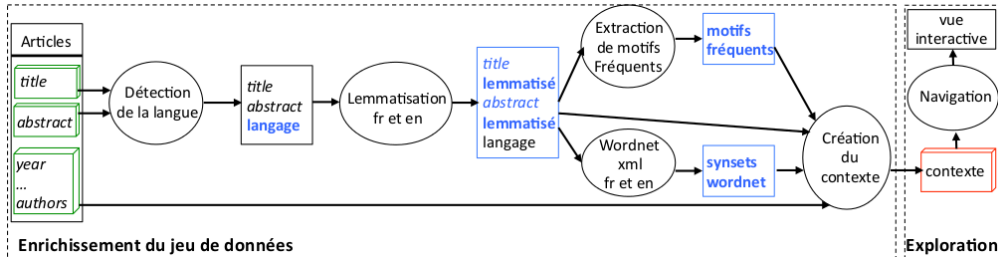 Articles
title
abstract
year
...
authors
Détection
de la langue
title
abstract
langage
Lemmatisation
fr et en
title
lemmatisé
abstract
lemmatisé
langage
Extraction
de motifs
Fréquents
motifs
fréquents
Wordnet
xml
fr et en
synsets
wordnet
Création
du
contexte
Enrichissement du jeu de données
vue
interactive
Navigation
contexte
Exploration